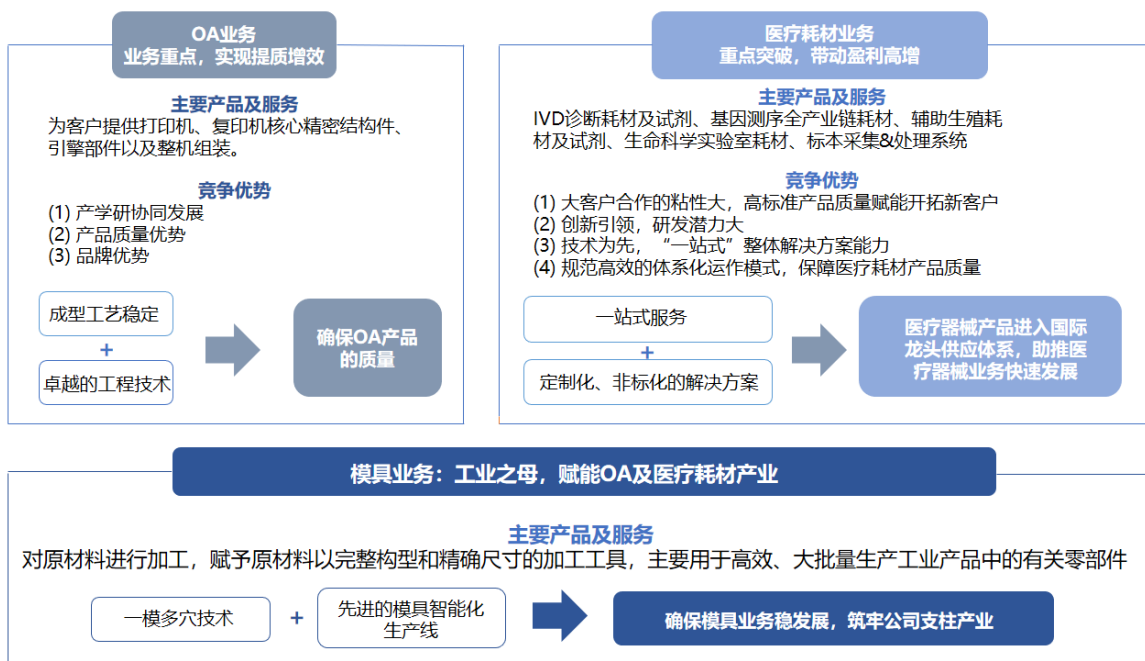 OA业务
业务重点，实现提质增效
主要产品及服务
为客户提供打印机、复印机核心精密结构件、
引擎部件以及整机组装。
竞争优势
(1) 产学研协同发展
(2) 产品质量优势
(3) 品牌优势
成型工艺稳定
+
卓越的工程技术
确保OA产品
的质量
医疗耗材业务
重点突破，带动盈利高增
主要产品及服务
IVD诊断耗材及试剂、基因测序全产业链耗材、辅助生殖耗
材及试剂、生命科学实验室耗材、标本采集&处理系统
竞争优势
(1) 大客户合作的粘性大，高标准产品质量赋能开拓新客户
(2) 创新引领，研发潜力大
(3) 技术为先，“一站式”整体解决方案能力
(4) 规范高效的体系化运作模式，保障医疗耗材产品质量
一站式服务
+
定制化、非标化的解决方案
医疗器械产品进入国际
龙头供应体系，助推医
疗器械业务快速发展
模具业务：工业之母，赋能OA及医疗耗材产业
主要产品及服务
对原材料进行加工，赋予原材料以完整构型和精确尺寸的加工工具，主要用于高效、大批量生产工业产品中的有关零部件
一模多穴技术
+
先进的模具智能化
生产线
确保模具业务稳发展，筑牢公司支柱产业